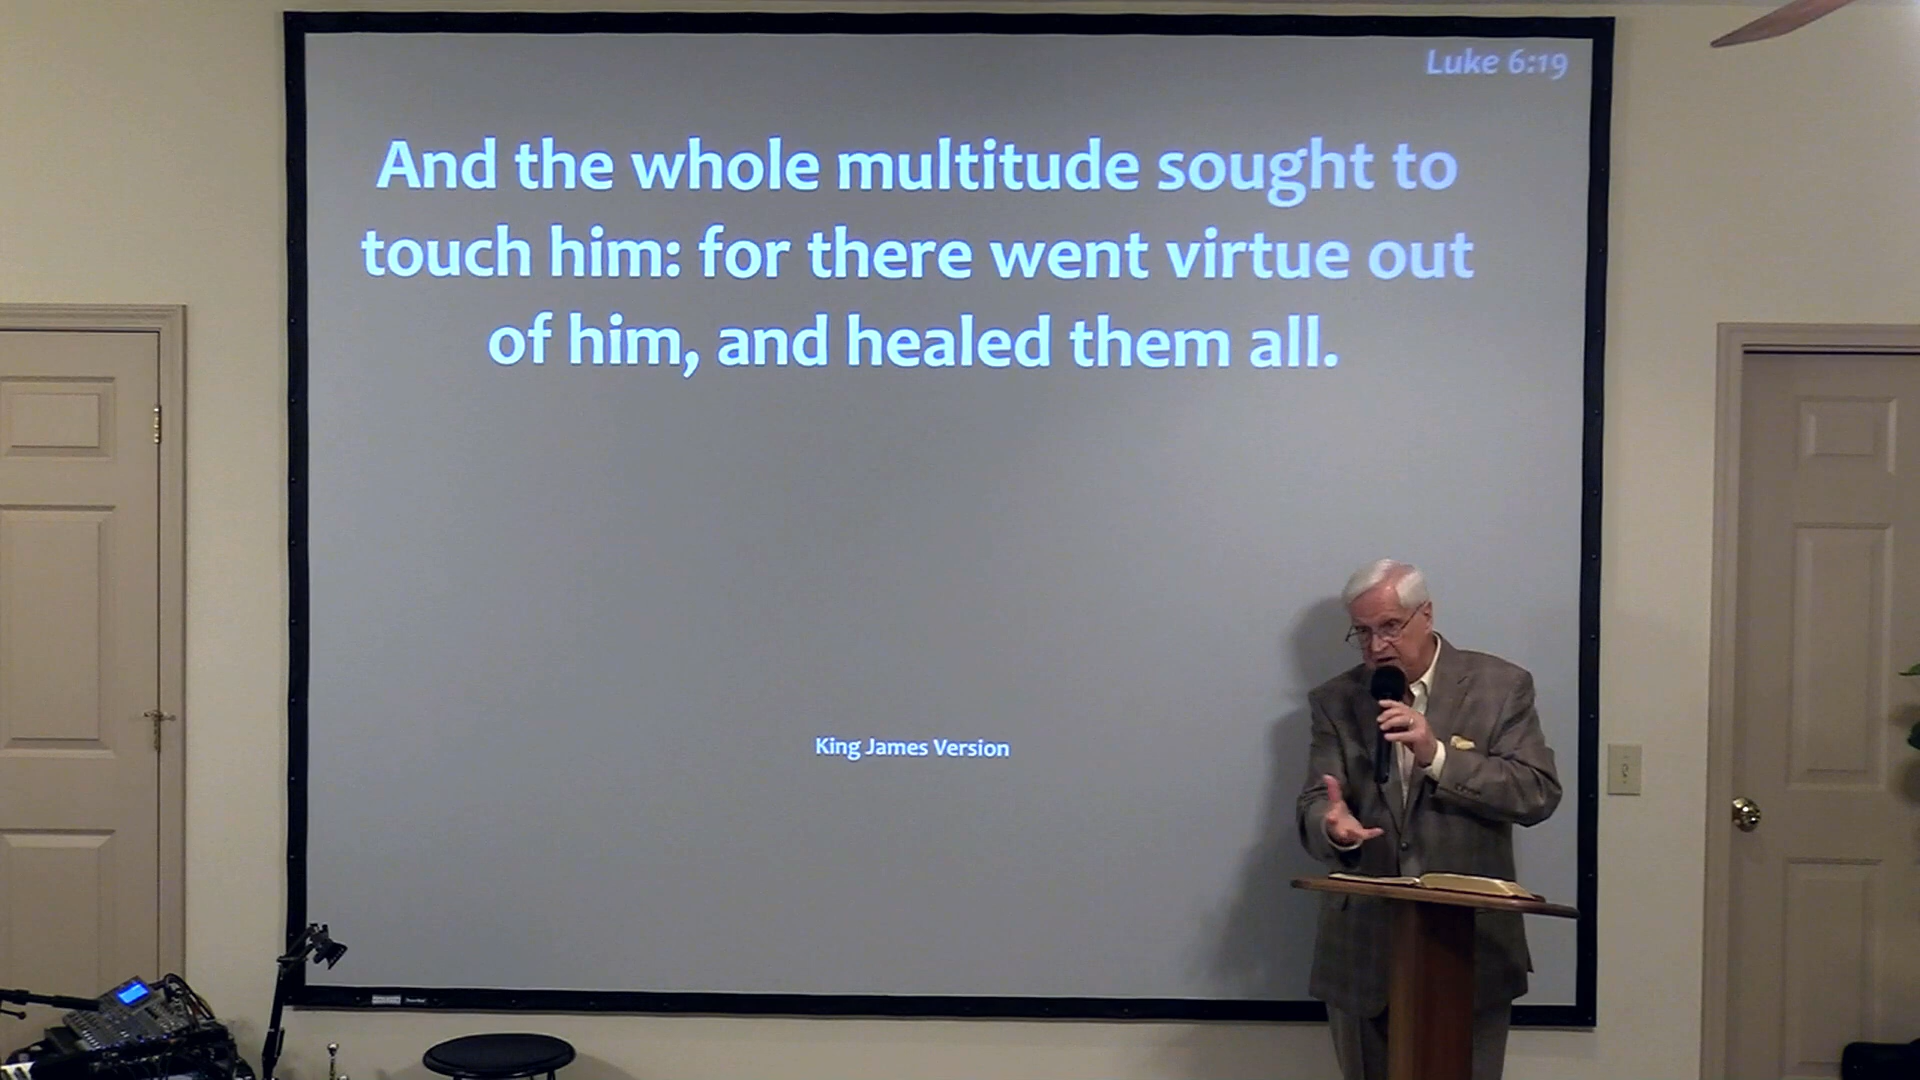 Luke 6:19
And the whole multitude sought to
touch him: for there went virtue out
of him, and healed them all.
King James Version